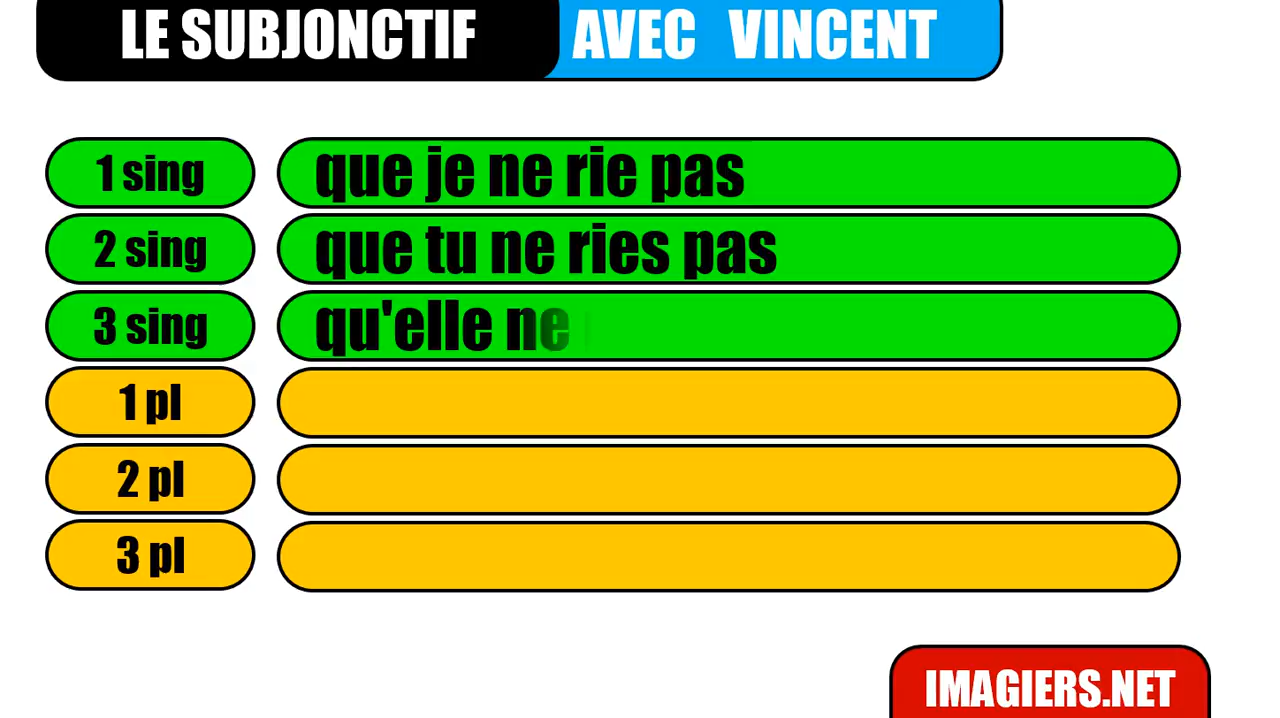 LE SUBJONCTIF AVEC VINCENT
1 sing que je ne rie pas
2 sing que tu ne ries pas
3 sing qu'elle ne
1 pl
2 pl
3 pl
IMAGIERS.NET